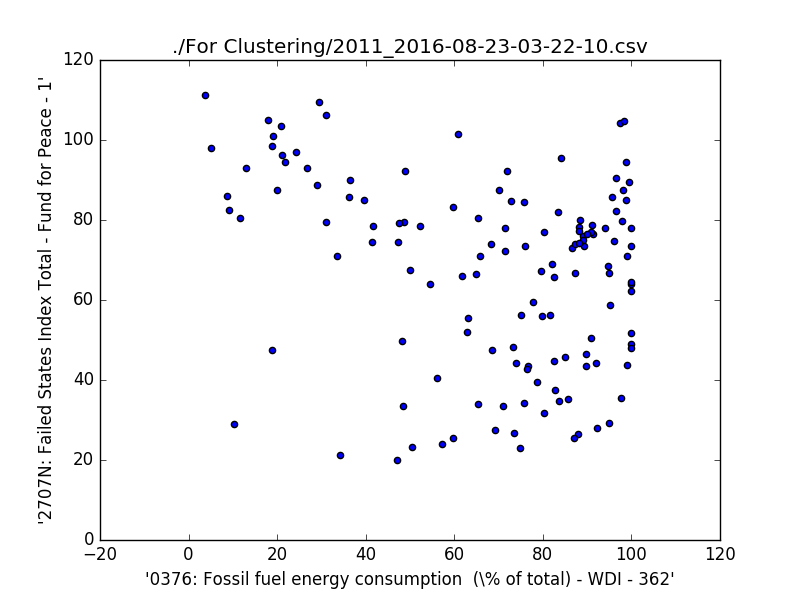 ./For Clustering/2011_2016-08-23-03-22-10.csv
'2707N: Failed States Index Total - Fund for Peace - 1'
120
100
80
60
40
20
0
−20 0 20 40 60 80 100 120
'0376: Fossil fuel energy consumption (\% of total) - WDI - 362'